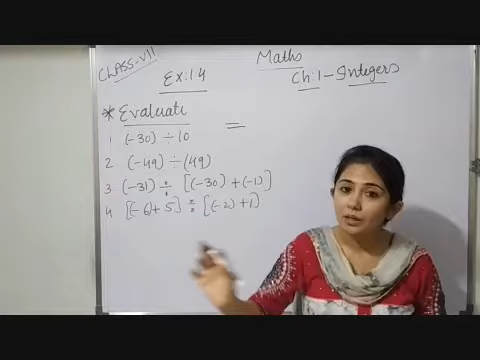 Maths
CLASS-VII
Ex:1.4
Ch:1-Integers
* Evaluate
=
1 (-30) ÷ 10
2 (-49) ÷ (49)
3 (-31) ÷ [(-30) + (-1)]
4 [(-6)+ 5] ÷ [(-2) + 1]